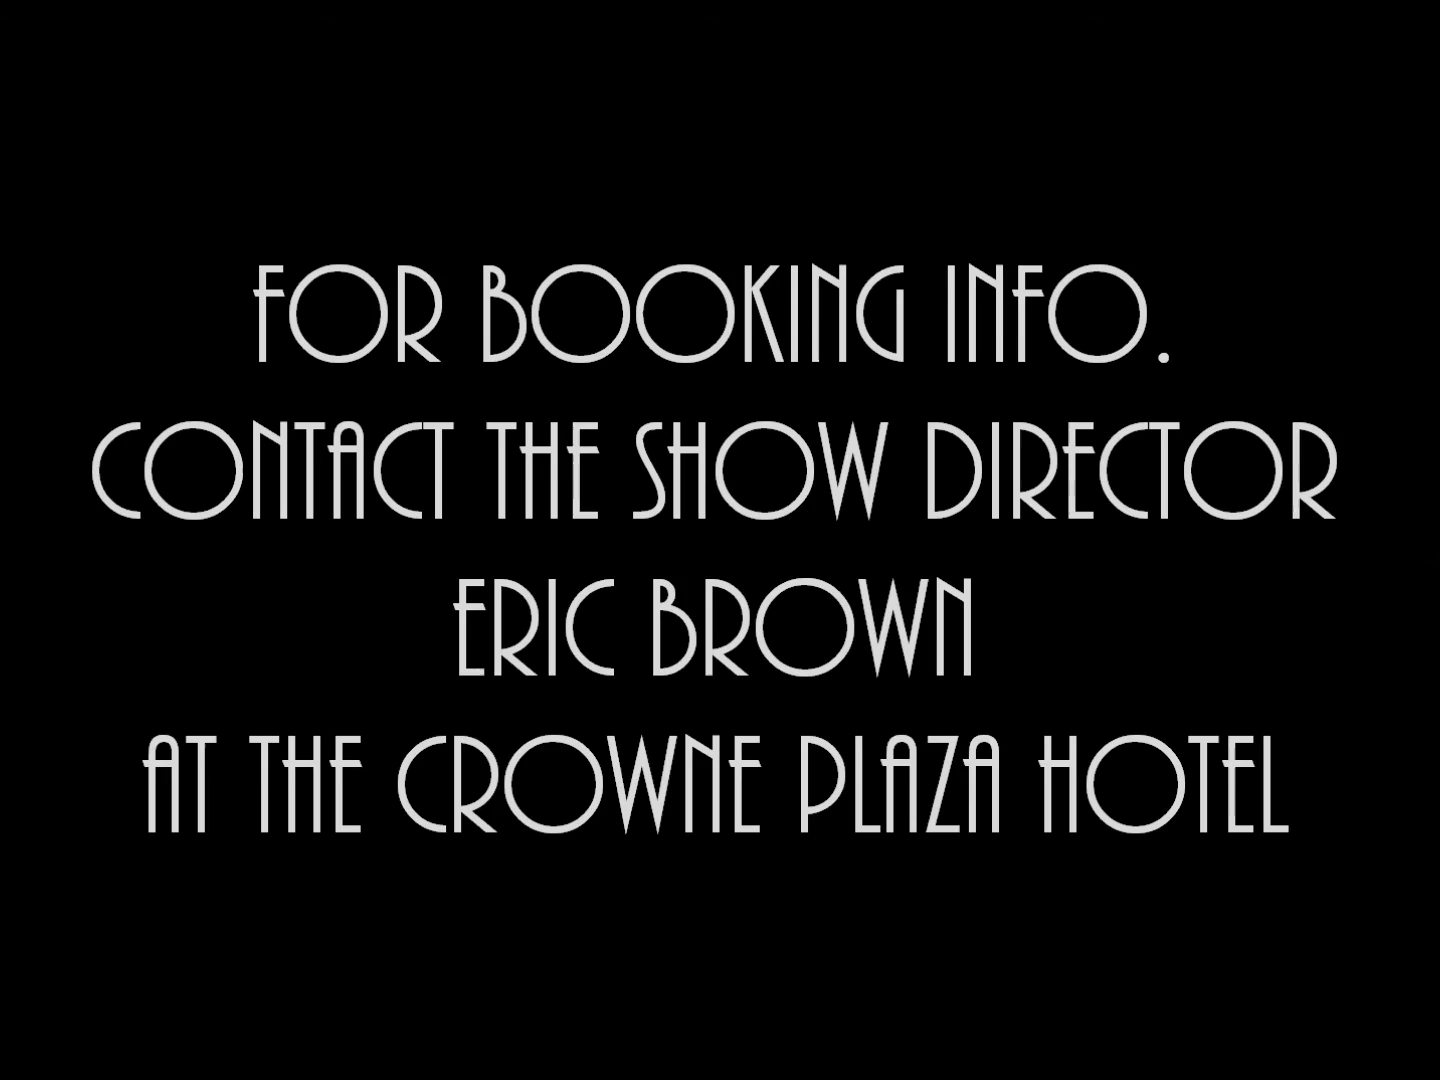 FOR BOOKING INFO.
CONTACT THE SHOW DIRECTOR
ERIC BROWN
AT THE CROWNE PLAZA HOTEL